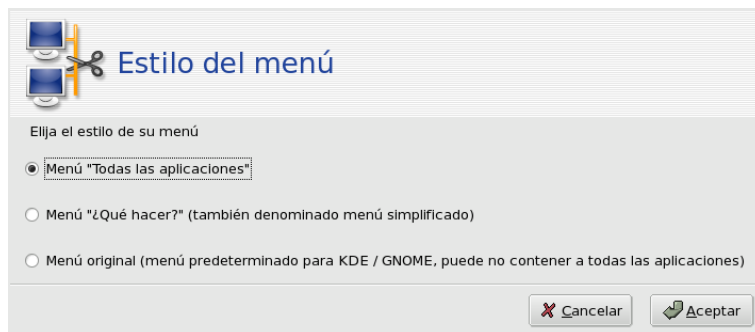 Estilo del menú
Elija el estilo de su menú
Menú "Todas las aplicaciones"
Menú "¿Qué hacer?" (también denominado menú simplificado)
Menú original (menú predeterminado para KDE / GNOME, puede no contener a todas las aplicaciones)
Cancelar
Aceptar